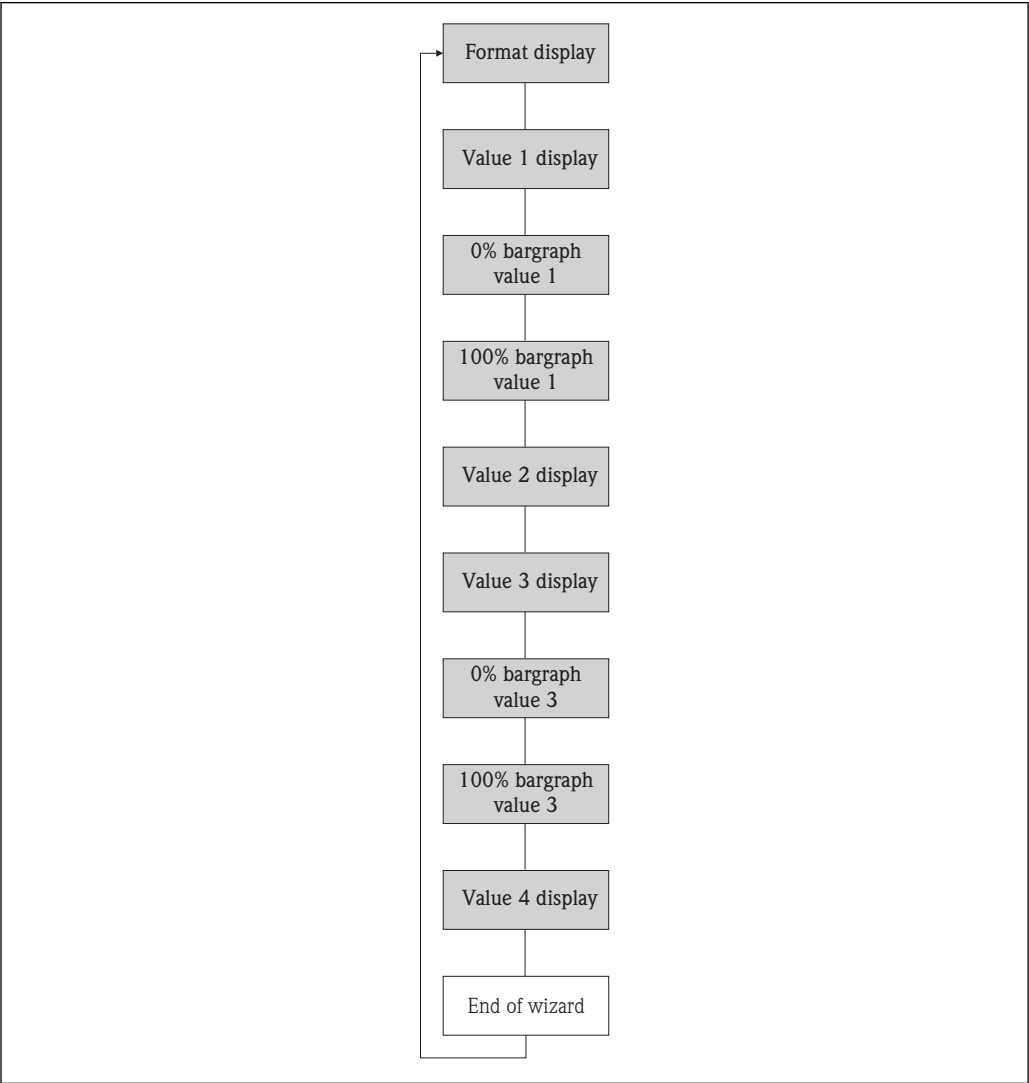 Format display
Value 1 display
0% bargraph
value 1
100% bargraph
value 1
Value 2 display
Value 3 display
0% bargraph
value 3
100% bargraph
value 3
Value 4 display
End of wizard